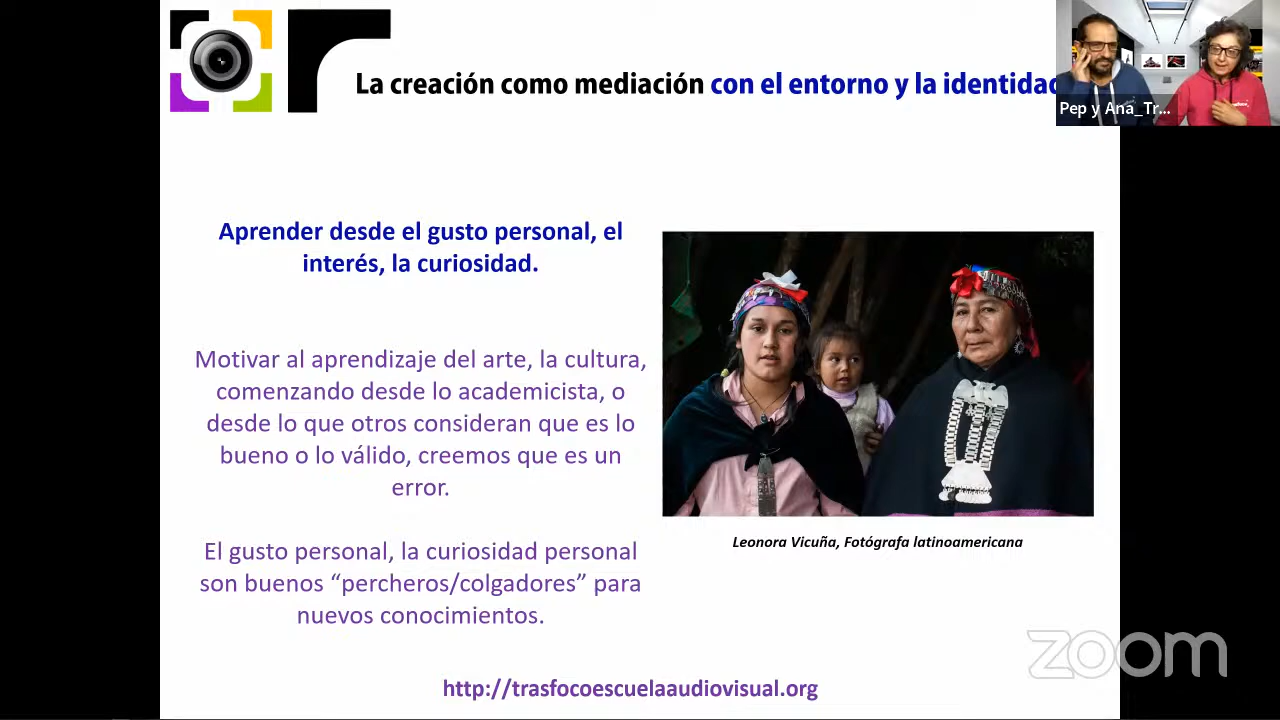 La creación como mediación con el entorno y la identidad
Pep y Ana_Tr...
Aprender desde el gusto personal, el
interés, la curiosidad.
Motivar al aprendizaje del arte, la cultura,
comenzando desde lo academicista, o
desde lo que otros consideran que es lo
bueno o lo válido, creemos que es un
error.
El gusto personal, la curiosidad personal
son buenos “percheros/colgadores” para
nuevos conocimientos.
Leonora Vicuña, Fotógrafa latinoamericana
zoom
http://trasfocoescuelaaudiovisual.org